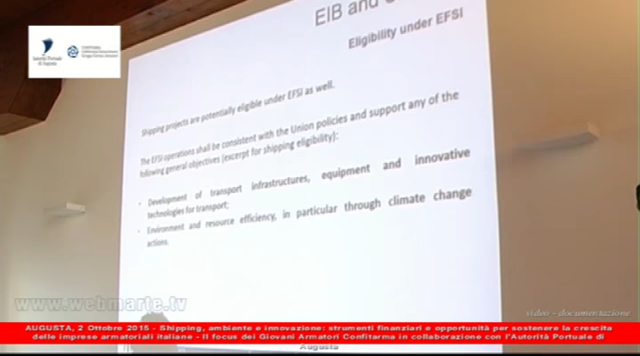 EIB and
Eligibility under EFSI
Shipping projects are potentially eligible under EFSI as well.
The EFSI operations shall be consistent with the Union policies and support any of the
following general objectives (excerpt for shipping eligibility):
- Development of transport infrastructures, equipment and innovative
technologies for transport;
- Environment and resource efficiency, in particular through climate change
actions.
www.webmarte.tv
video - documentazione
AUGUSTA, 2 Ottobre 2015 - Shipping, ambiente e innovazione: strumenti finanziari e opportunità per sostenere la crescita
delle imprese armatoriali italiane - Il focus dei Giovani Armatori Confitarma in collaborazione con l'Autorità Portuale di
Augusta